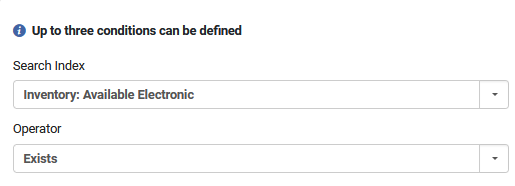 Up to three conditions can be defined
Search Index
Inventory: Available Electronic
Operator
Exists